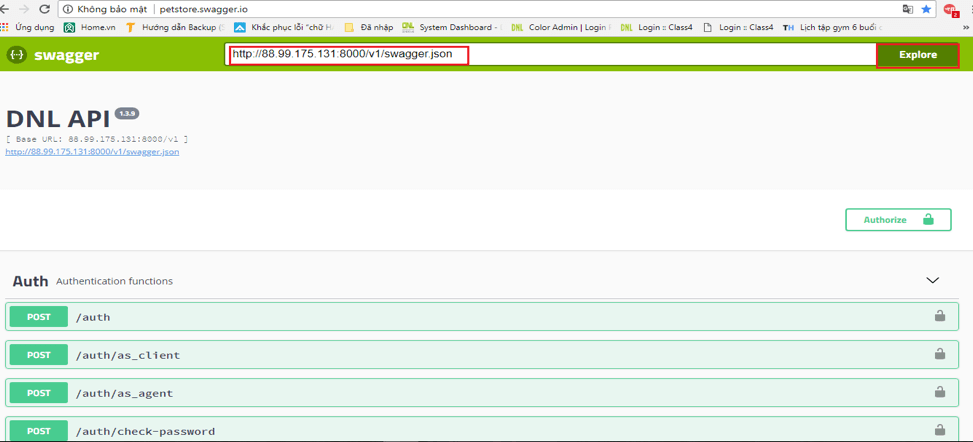 Không bảo mật | petstore.swagger.io
Ứng dụng Home.vn Hướng dẫn Backup ( Khắc phục lỗi "chữ H Đã nhập System Dashboard - DNL Color Admin | Login DNL Login :: Class4 Login :: Class4 TH Lịch tập gym 6 buổi »
swagger http://88.99.175.131:8000/v1/swagger.json Explore
DNL API 1.3.9
[ Base URL: 88.99.175.131:8000/v1 ]
http://88.99.175.131:8000/v1/swagger.json
Authorize
Auth Authentication functions
POST /auth
POST /auth/as_client
POST /auth/as_agent
POST /auth/check-password